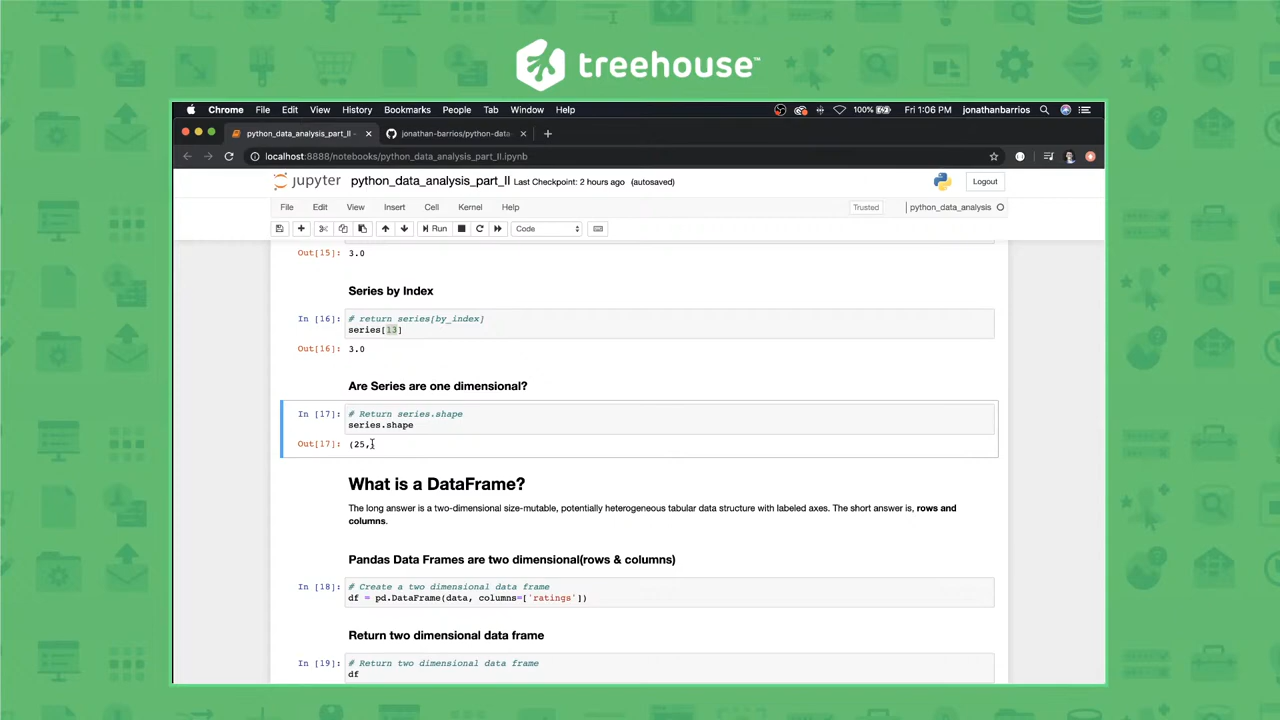 treehouse™
Chrome File Edit View History Bookmarks People Tab Window Help 100% Fri 1:06 PM jonathanbarrios
python_data_analysis_part_II - jonathan-barrios/python-data
localhost:8888/notebooks/python_data_analysis_part_II.ipynb
jupyter python_data_analysis_part_II Last Checkpoint: 2 hours ago (autosaved) Logout
File Edit View Insert Cell Kernel Help Trusted python_data_analysis
Run Code
Out[15]: 3.0
Series by Index
In [16]: # return series[by_index]
series[13]
Out[16]: 3.0
Are Series are one dimensional?
In [17]: # Return series.shape
series.shape
Out[17]: (25,
What is a DataFrame?
The long answer is a two-dimensional size-mutable, potentially heterogeneous tabular data structure with labeled axes. The short answer is, rows and
columns.
Pandas Data Frames are two dimensional(rows & columns)
In [18]: # Create a two dimensional data frame
df = pd.DataFrame(data, columns=['ratings'])
Return two dimensional data frame
In [19]: # Return two dimensional data frame
df